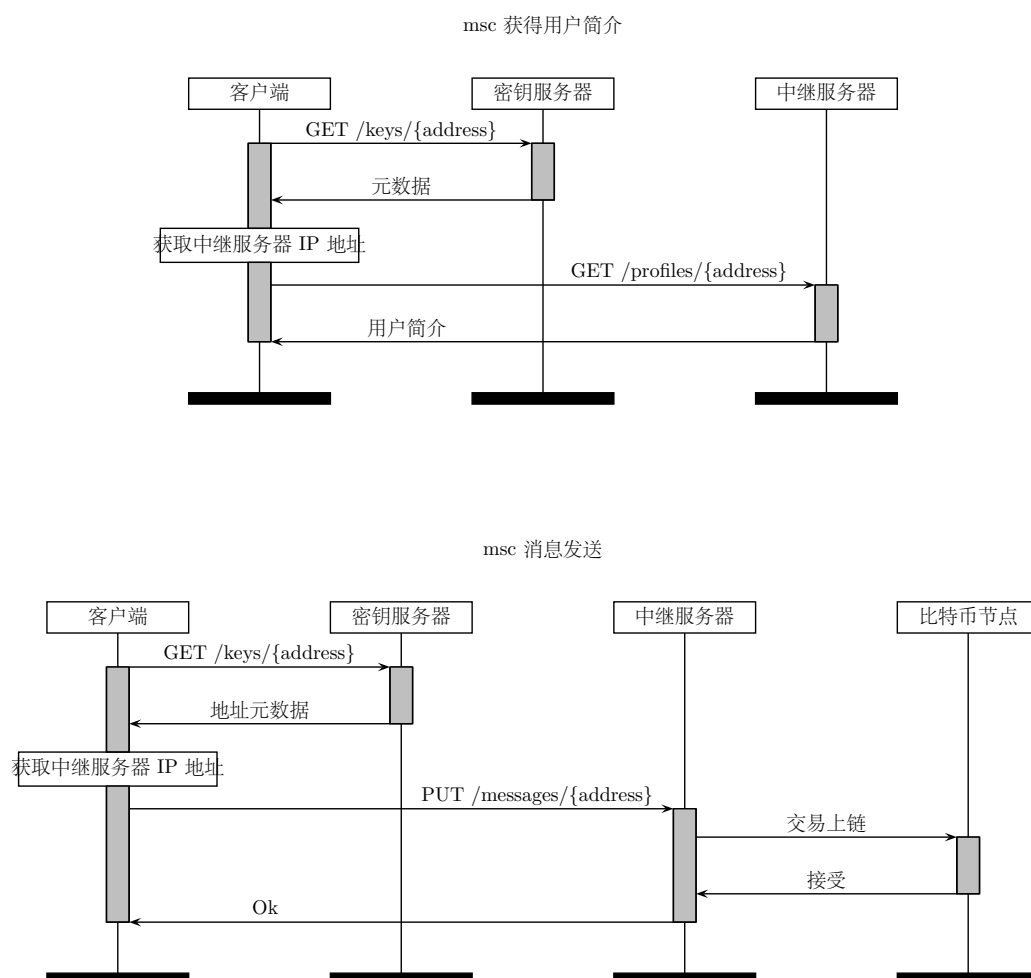 msc 获得用户简介
客户端 密钥服务器 中继服务器
GET /keys/{address}
元数据
获取中继服务器 IP 地址
GET /profiles/{address}
用户简介
msc 消息发送
客户端 密钥服务器 中继服务器 比特币节点
GET /keys/{address}
地址元数据
获取中继服务器 IP 地址
PUT /messages/{address}
交易上链
接受
Ok